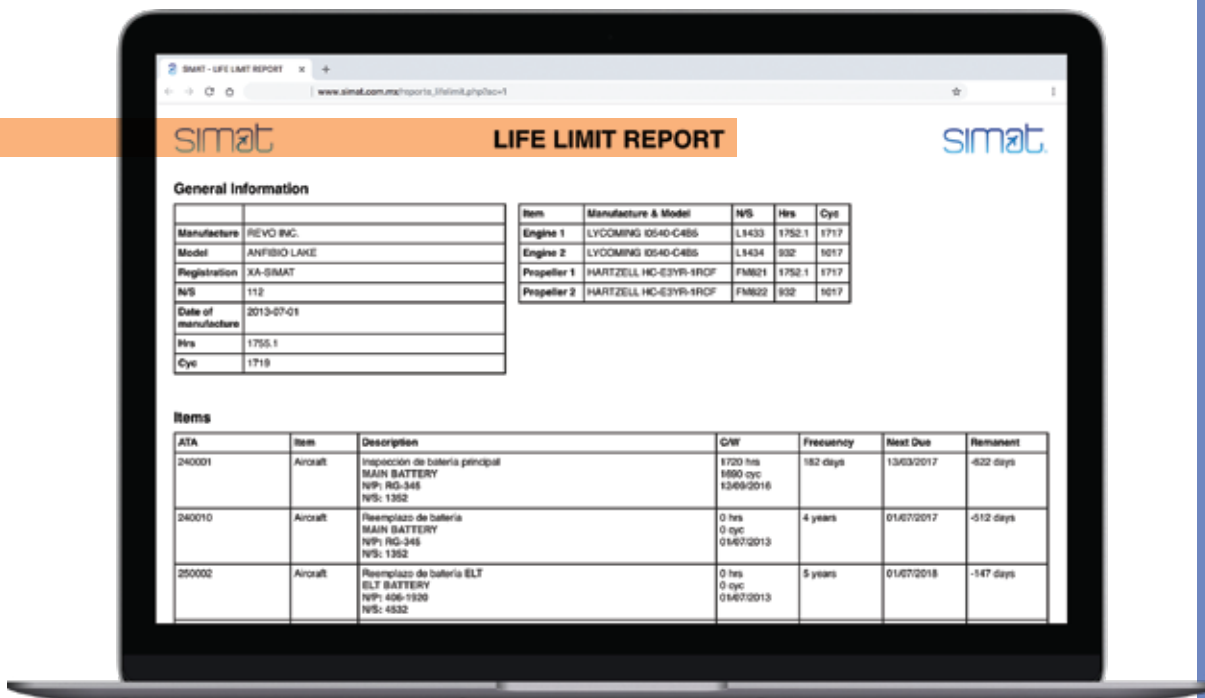 SIMAT - LIFE LIMIT REPORT
www.simat.com.mx/reporte_lifelimit.php?ac=1
simat LIFE LIMIT REPORT simat
General Information
Manufacture REVO INC.
Model ANFIBIO LAKE
Registration XA-SIMAT
N/S 112
Date of manufacture 2013-07-01
Hrs 1755.1
Cyc 1719
Item Manufacture & Model N/S Hrs Cyc
Engine 1 LYCOMING IO540-C4B5 L1433 1752.1 1717
Engine 2 LYCOMING IO540-C4B5 L1434 932 1017
Propeller 1 HARTZELL HC-E3YR-1RCF FM821 1752.1 1717
Propeller 2 HARTZELL HC-E3YR-1RCF FM822 932 1017
Items
ATA Item Description C/W Frecuency Next Due Remanent
240001 Aircraft Inspección de batería principal 1720 hrs 182 days 13/03/2017 -622 days
MAIN BATTERY 1690 cyc
N/P: RG-345 12/09/2016
N/S: 1352
240010 Aircraft Reemplazo de batería 0 hrs 4 years 01/07/2017 -512 days
MAIN BATTERY 0 cyc
N/P: RG-345 01/07/2013
N/S: 1352
250002 Aircraft Reemplazo de batería ELT 0 hrs 5 years 01/07/2018 -147 days
ELT BATTERY 0 cyc
N/P: 406-1920 01/07/2013
N/S: 4532